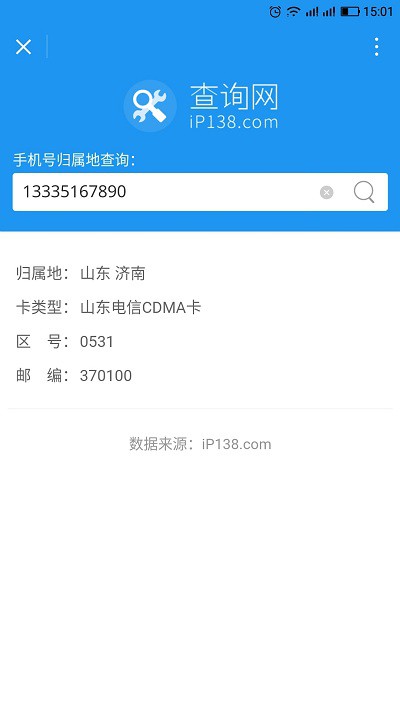 15:01
查询网
iP138.com
手机号归属地查询：
13335167890
归属地：山东 济南
卡类型：山东电信CDMA卡
区　号：0531
邮　编：370100
数据来源：iP138.com